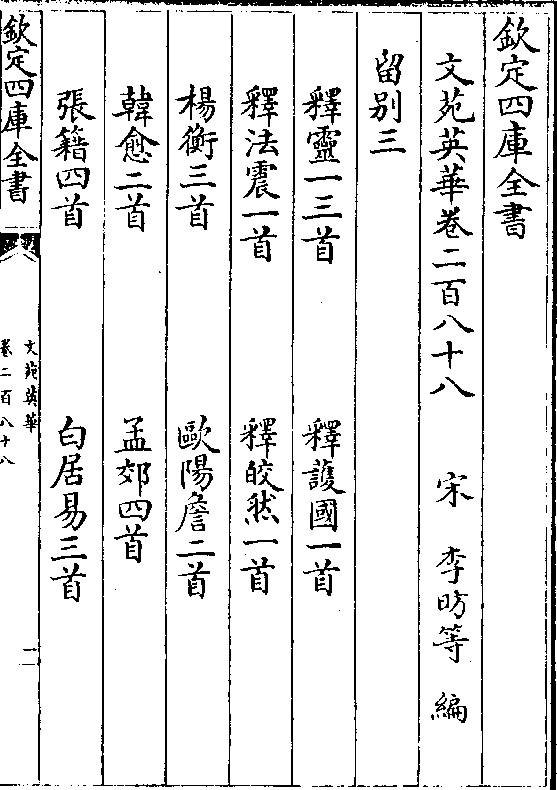 欽定四庫全書
文苑英華卷二百八十八　宋　李昉等　編
留别三
釋靈一三首　釋護國一首
釋法震一首　釋皎然一首
楊衡三首　歐陽詹二首
韓愈二首　孟郊四首
張籍四首　白居易三首
欽定四庫全書
文苑英華
卷二百八十八
一